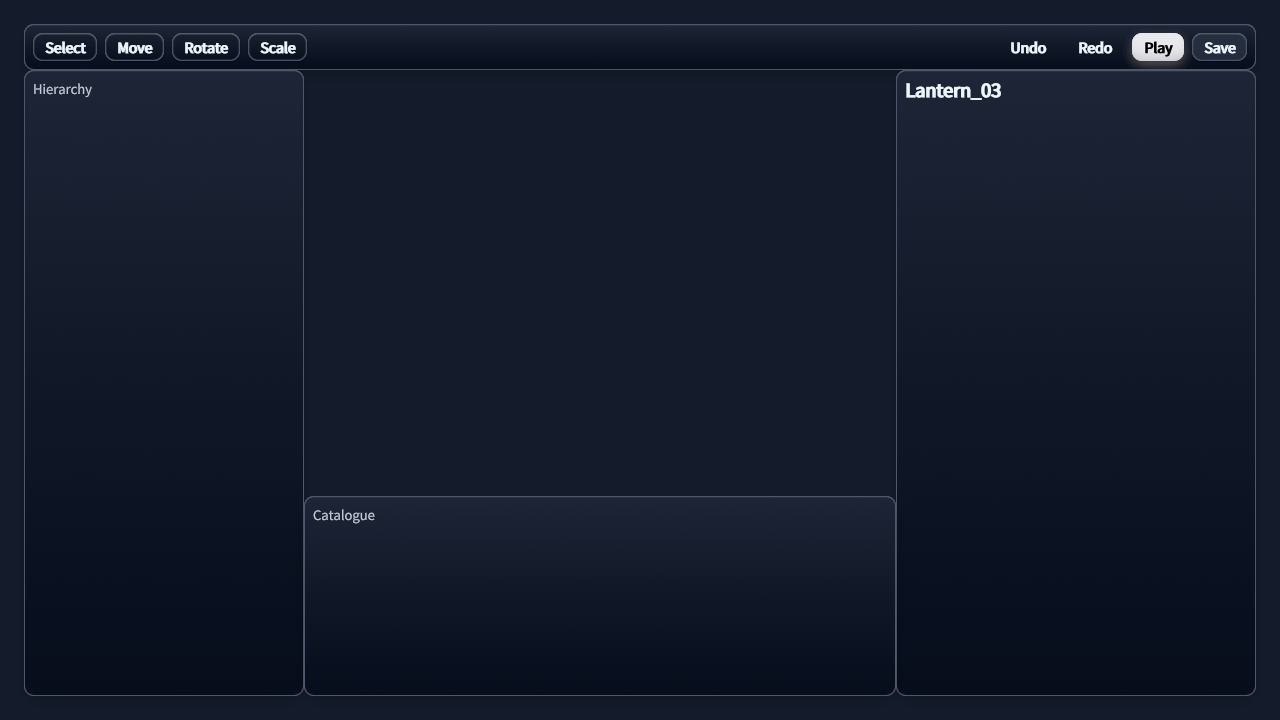 Select Move Rotate Scale Undo Redo Play Save
Hierarchy
Lantern_03
Catalogue